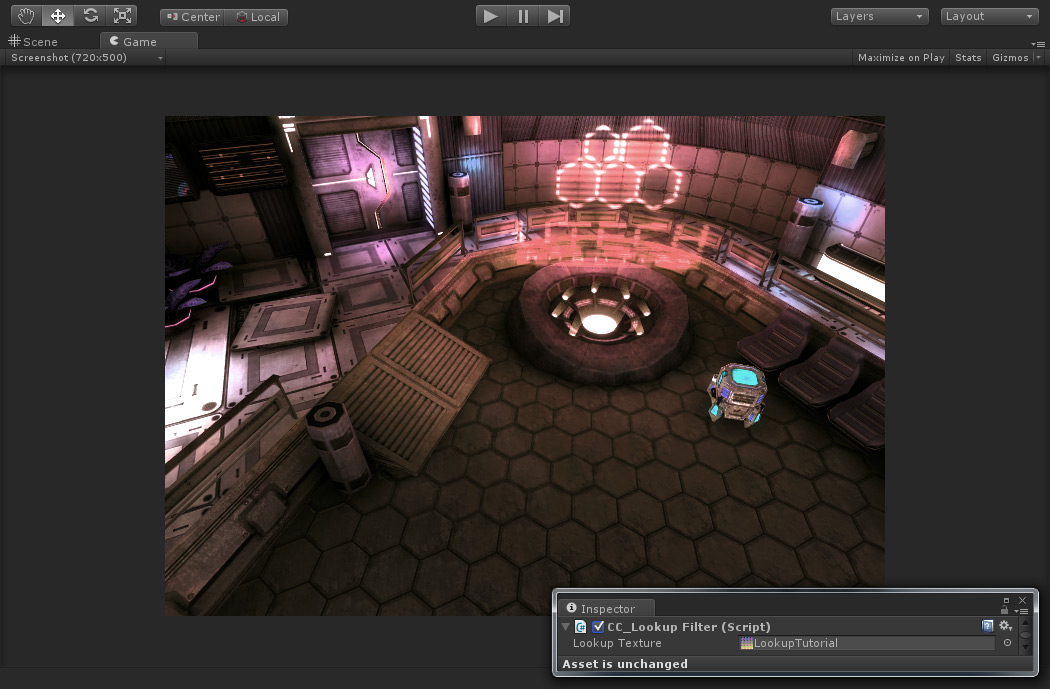 Center Local Layers Layout
Scene Game
Screenshot (720x500) Maximize on Play Stats Gizmos
Inspector
CC_Lookup Filter (Script)
Lookup Texture LookupTutorial
Asset is unchanged